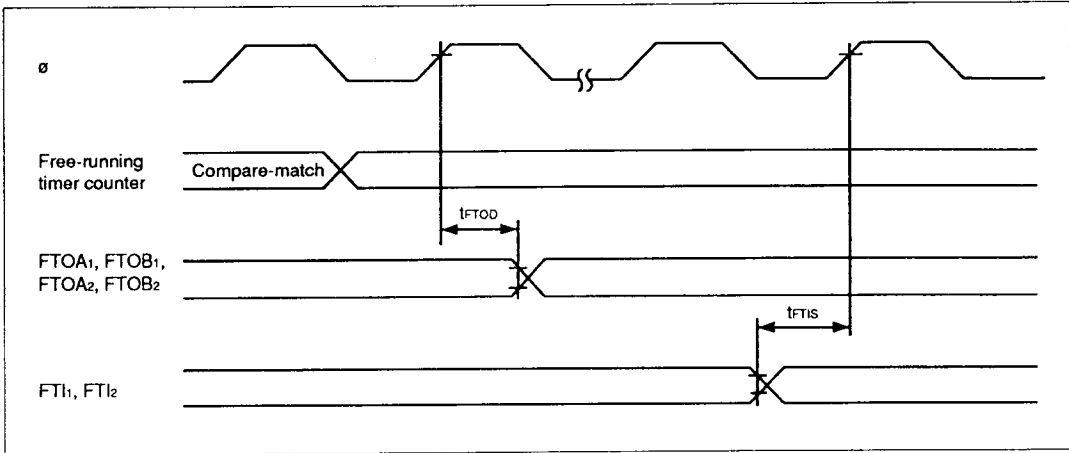 ø
Free-running
timer counter
Compare-match
tFTOD
FTOA1, FTOB1,
FTOA2, FTOB2
tFTIS
FTI1, FTI2